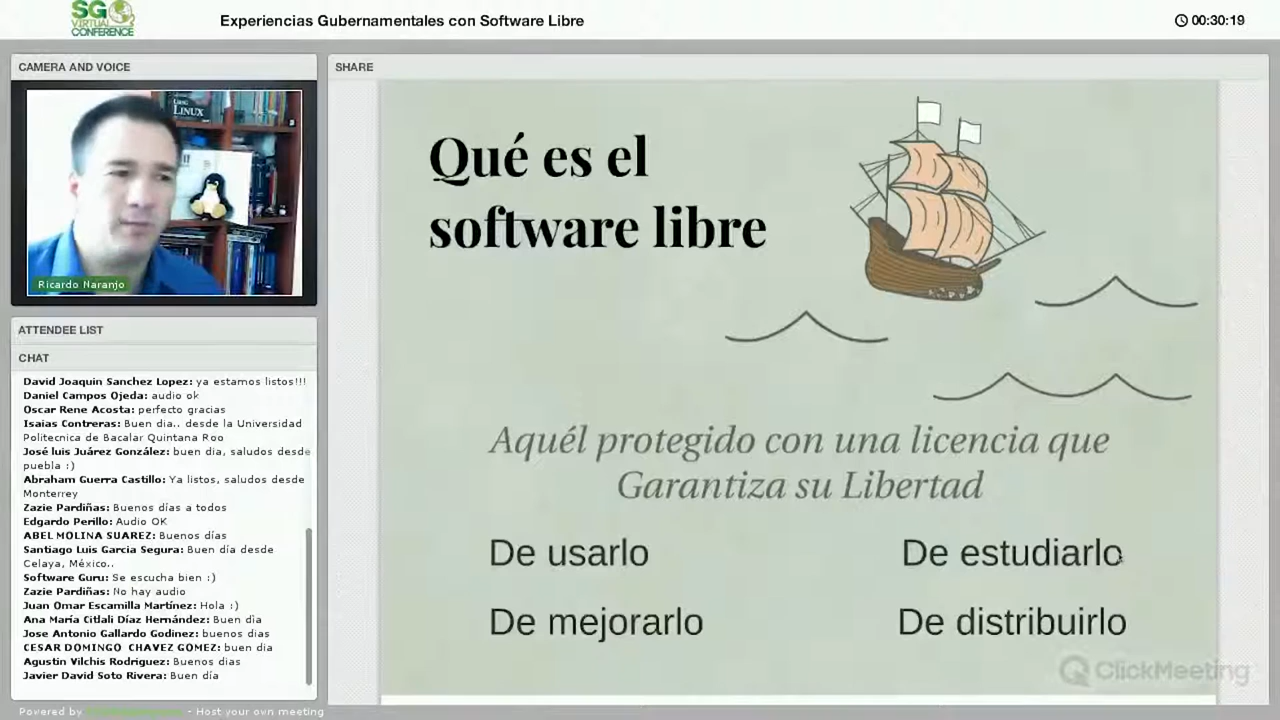 SG
VIRTUAL
CONFERENCE
Experiencias Gubernamentales con Software Libre
00:30:19
CAMERA AND VOICE
LINUX
Ricardo Naranjo
ATTENDEE LIST
CHAT
David Joaquin Sanchez Lopez: ya estamos listos!!!
Daniel Campos Ojeda: audio ok
Oscar Rene Acosta: perfecto gracias
Isaias Contreras: Buen dia.. desde la Universidad
Politecnica de Bacalar Quintana Roo
José luis Juárez González: buen dia, saludos desde
puebla :)
Abraham Guerra Castillo: Ya listos, saludos desde
Monterrey
Zazie Pardiñas: Buenos días a todos
Edgardo Perillo: Audio OK
ABEL MOLINA SUAREZ: Buenos días
Santiago Luis Garcia Segura: Buen día desde
Celaya, México..
Software Guru: Se escucha bien :)
Zazie Pardiñas: No hay audio
Juan Omar Escamilla Martínez: Hola :)
Ana María Citlali Díaz Hernández: Buen día
Jose Antonio Gallardo Godinez: buenos dias
CESAR DOMINGO CHAVEZ GOMEZ: buen dia
Agustin Vilchis Rodríguez: Buenos dias
Javier David Soto Rivera: Buen día
Powered by - Host your own meeting
SHARE
Qué es el
software libre
Aquél protegido con una licencia que
Garantiza su Libertad
De usarlo
De estudiarlo
De mejorarlo
De distribuirlo
ClickMeeting